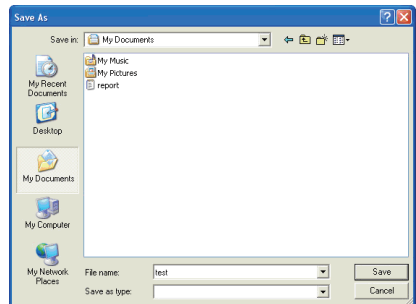 Save As
Save in: My Documents
My Music
My Pictures
report
My Recent
Documents
Desktop
My Documents
My Computer
My Network
Places
File name: test Save
Save as type: Cancel